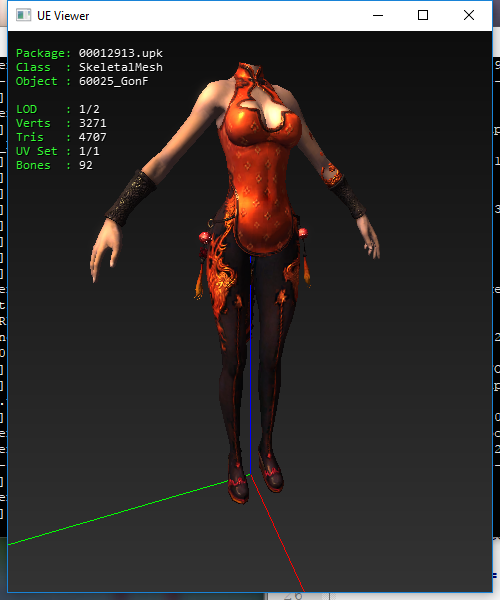 UE Viewer
Package: 00012913.upk
Class : SkeletalMesh
Object : 60025_GonF
LOD : 1/2
Verts : 3271
Tris : 4707
UV Set : 1/1
Bones : 92